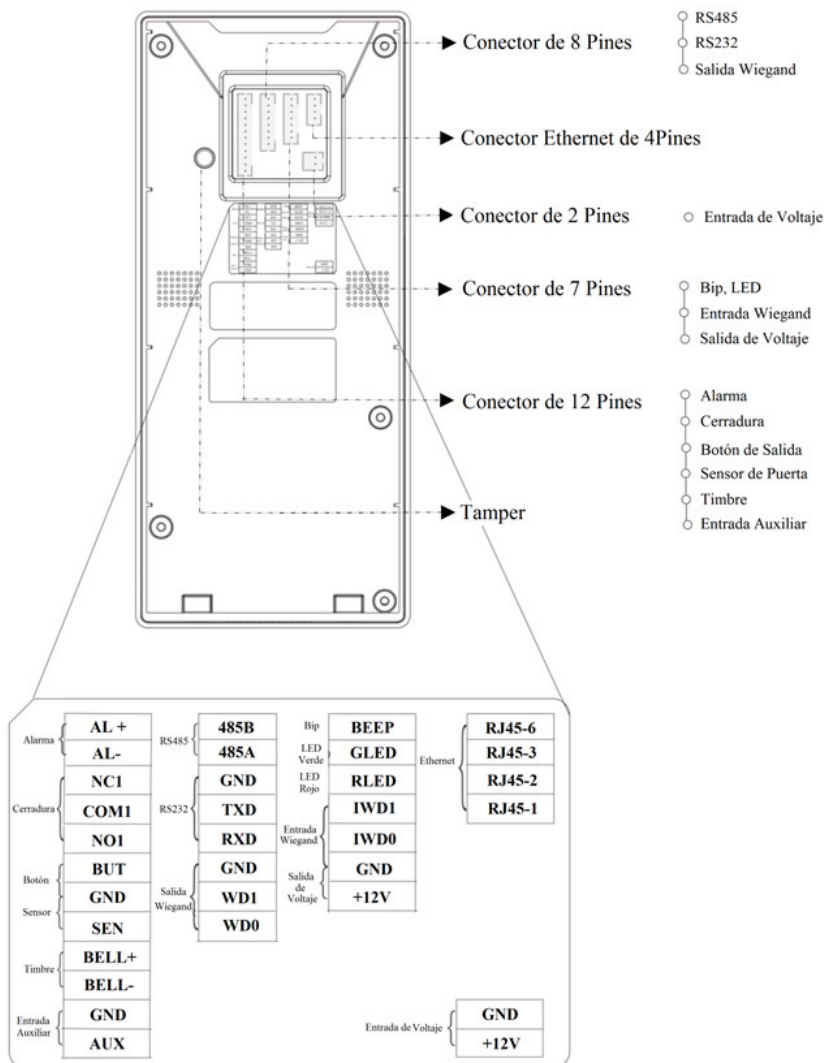 Conector de 8 Pines
RS485
RS232
Salida Wiegand
Conector Ethernet de 4Pines
Conector de 2 Pines
Entrada de Voltaje
Conector de 7 Pines
Bip, LED
Entrada Wiegand
Salida de Voltaje
Conector de 12 Pines
Alarma
Cerradura
Botón de Salida
Sensor de Puerta
Timbre
Entrada Auxiliar
Tamper
Alarma
AL +
AL-
Cerradura
NC1
COM1
NO1
Botón
BUT
GND
Sensor
SEN
Timbre
BELL+
BELL-
Entrada
Auxiliar
GND
AUX
RS485
485B
485A
RS232
GND
TXD
RXD
Salida
Wiegand
GND
WD1
WD0
Bip
BEEP
LED
Verde
GLED
LED
Rojo
RLED
Entrada
Wiegand
IWD1
IWD0
Salida
de
Voltaje
GND
+12V
Ethernet
RJ45-6
RJ45-3
RJ45-2
RJ45-1
Entrada de Voltaje
GND
+12V